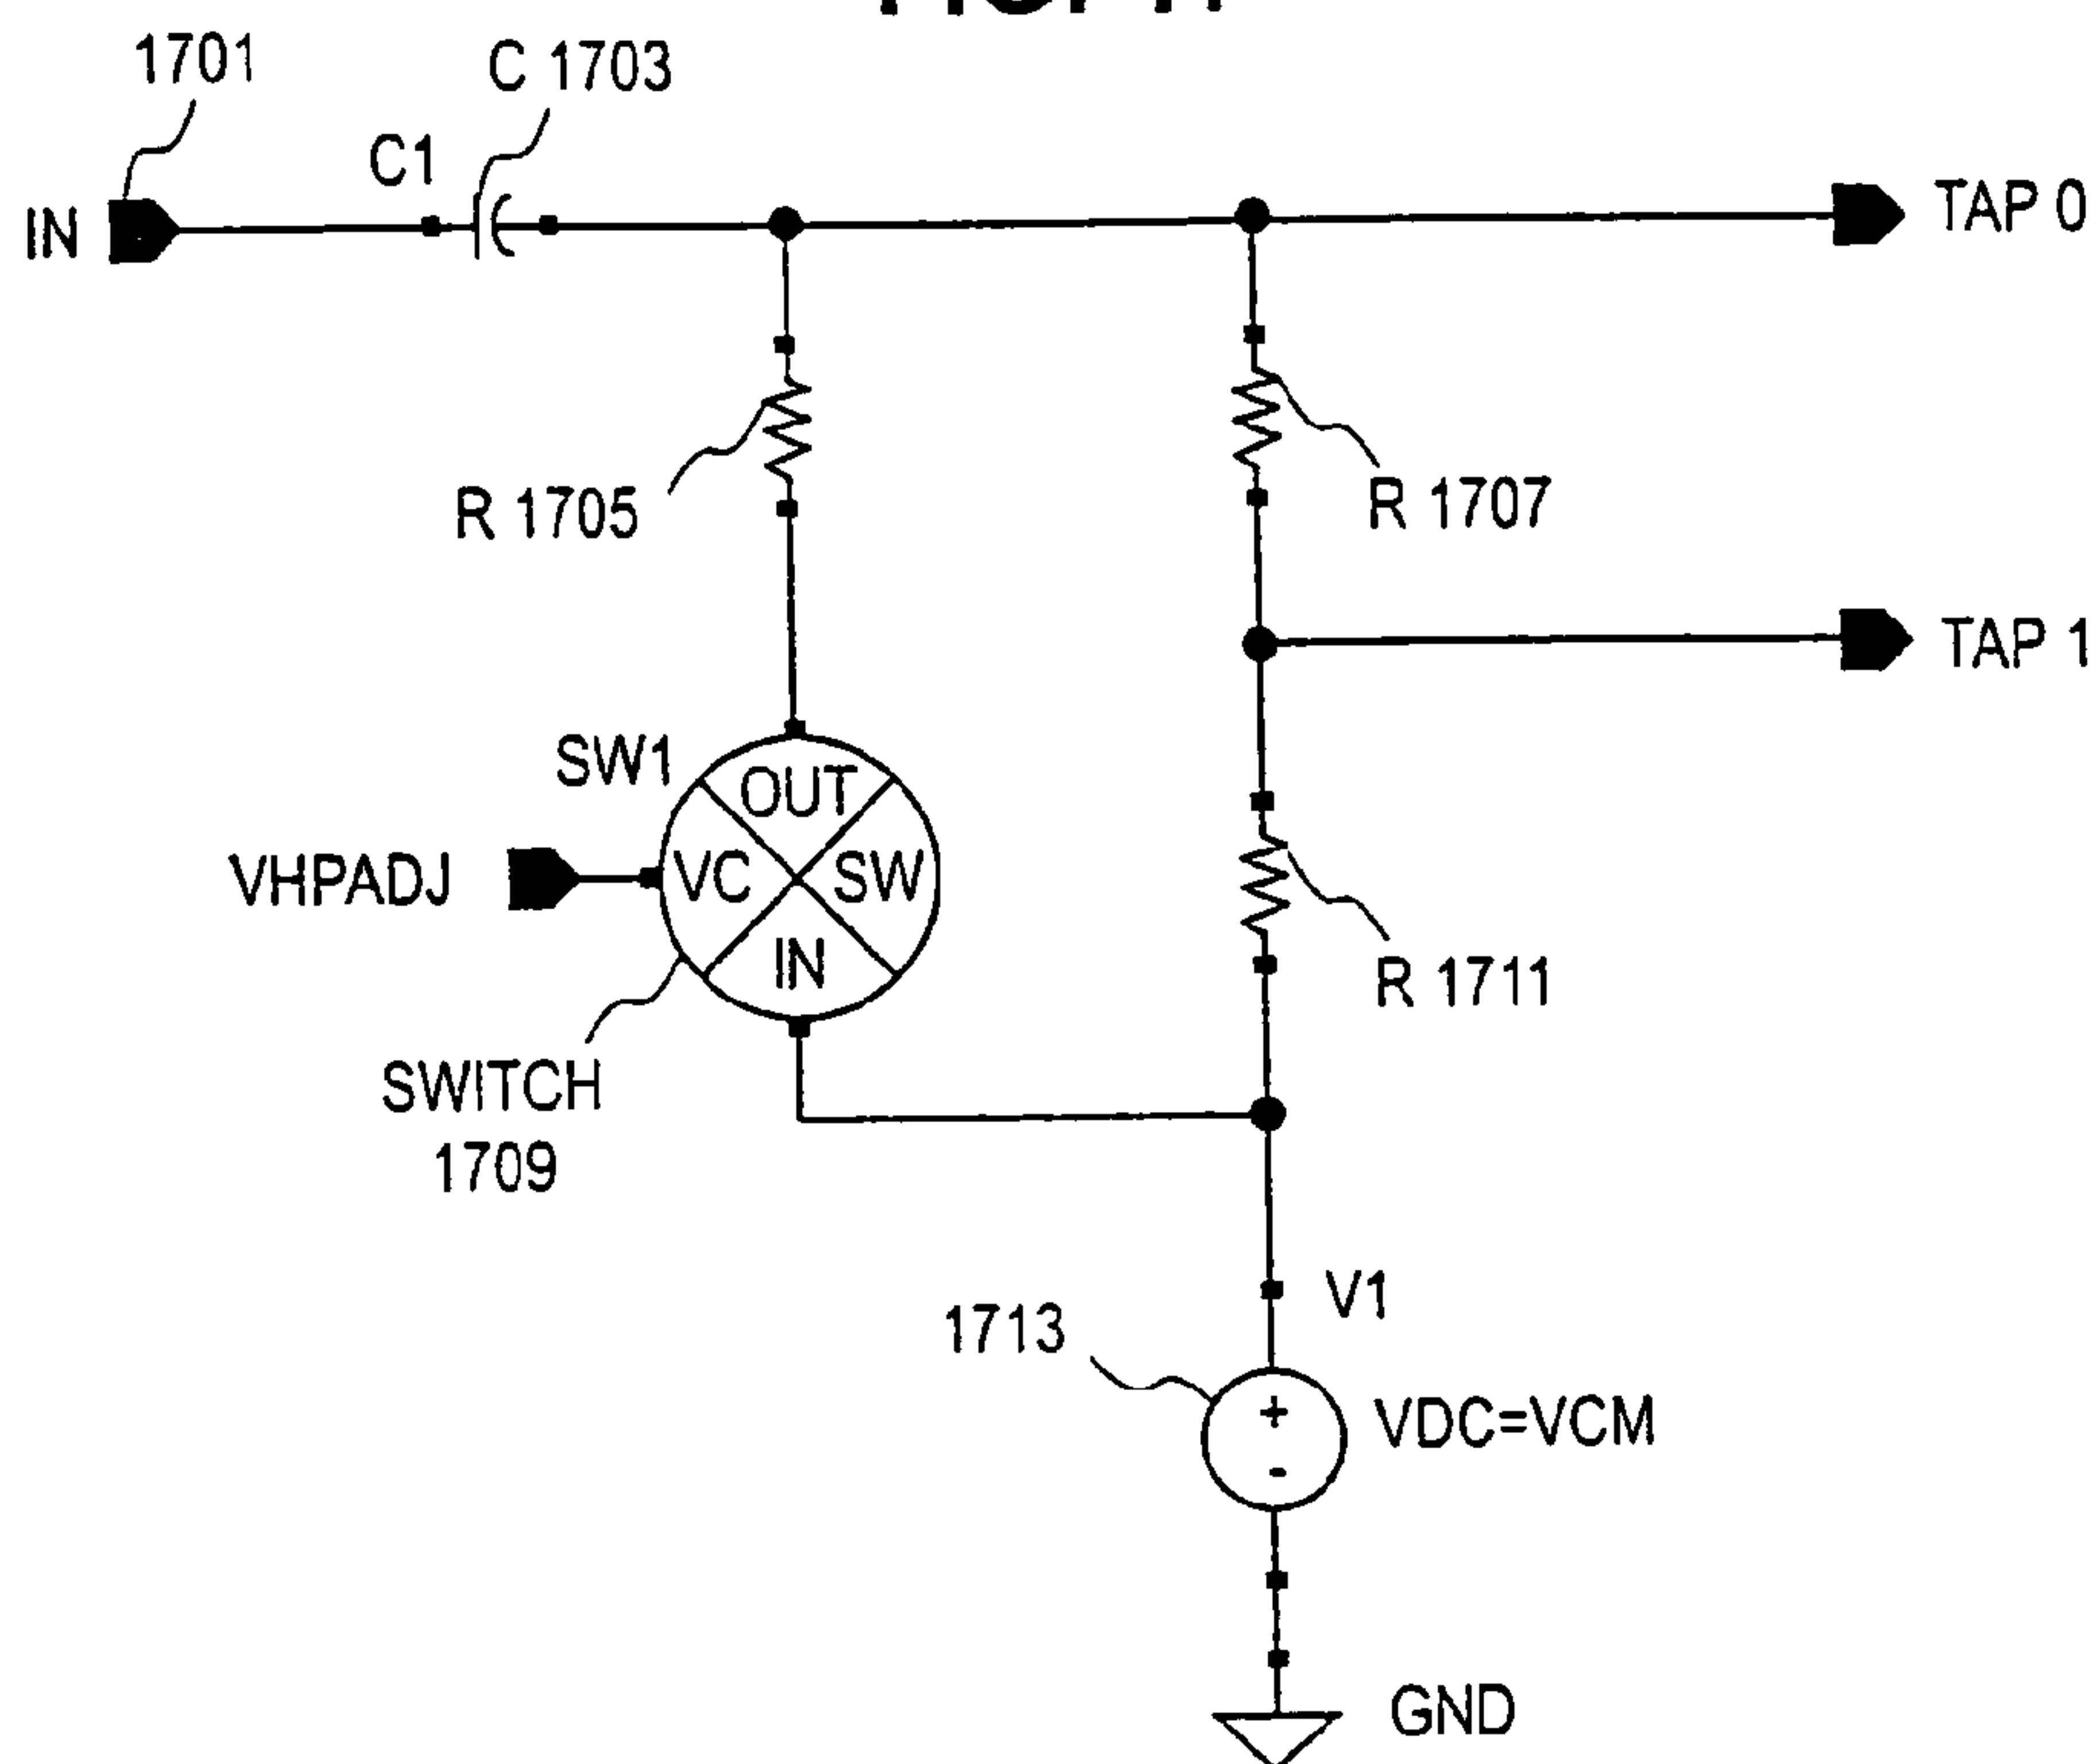 1701
C 1703
C1
IN
TAP 0
R 1705
R 1707
TAP 1
SW1
OUT
VHPADJ
VC
SW
IN
R 1711
SWITCH
1709
V1
1713
+
VDC=VCM
-
GND